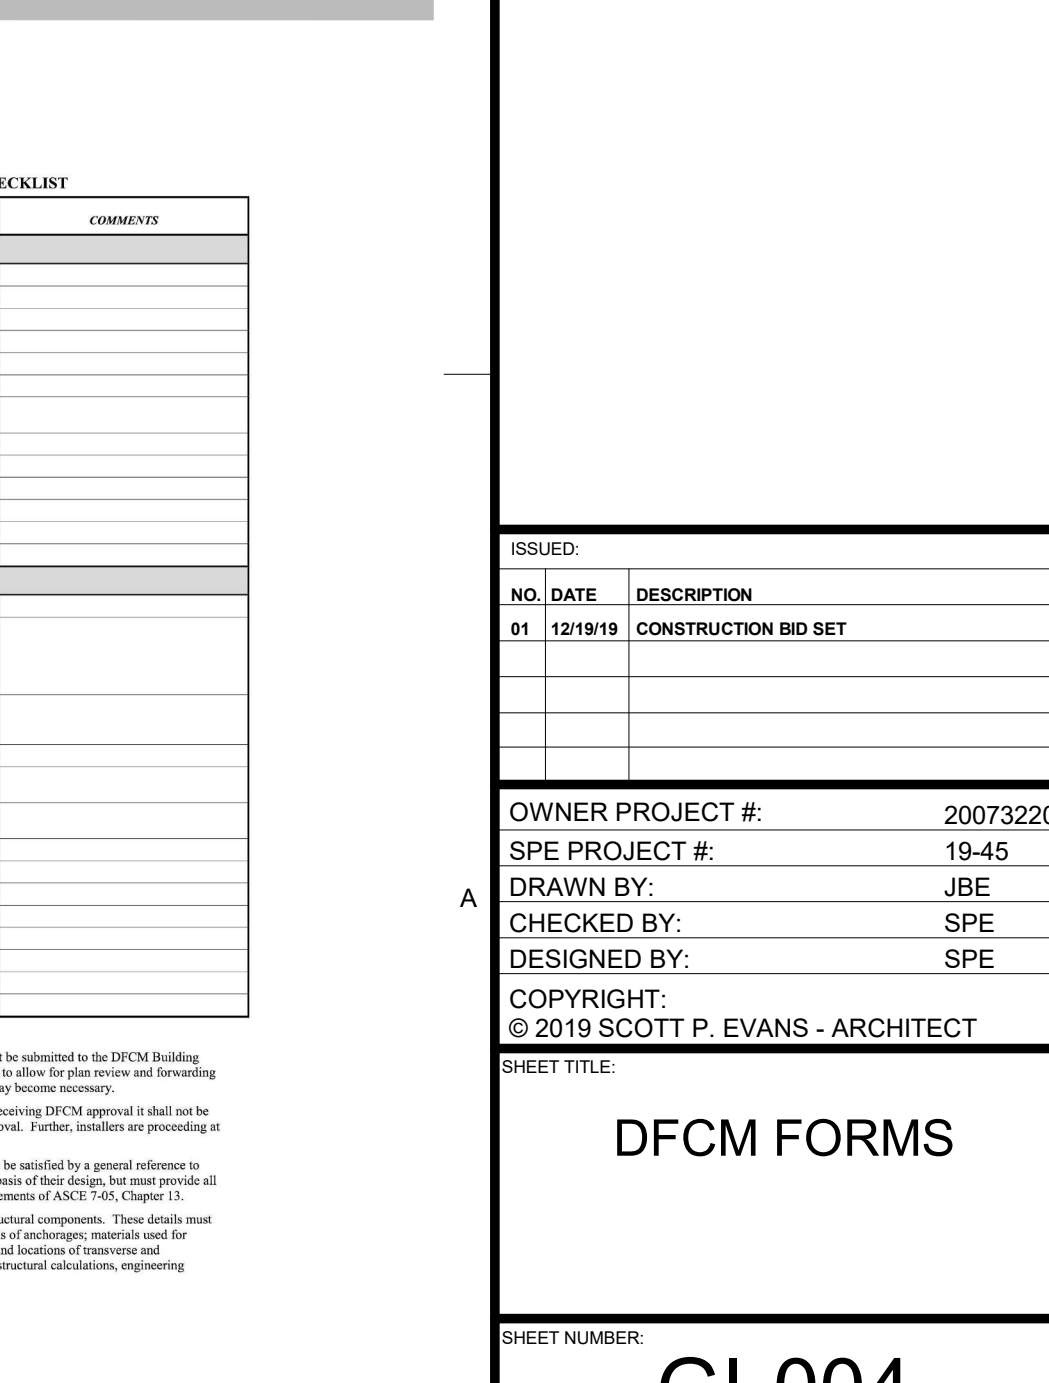 ECKLIST
COMMENTS
t be submitted to the DFCM Building
to allow for plan review and forwarding
ay become necessary.
eceiving DFCM approval it shall not be
oval. Further, installers are proceeding at
be satisfied by a general reference to
basis of their design, but must provide all
ements of ASCE 7-05, Chapter 13.
uctural components. These details must
s of anchorages; materials used for
nd locations of transverse and
structural calculations, engineering
A
ISSUED:
NO. DATE DESCRIPTION
01 12/19/19 CONSTRUCTION BID SET
OWNER PROJECT #: 20073220
SPE PROJECT #: 19-45
DRAWN BY: JBE
CHECKED BY: SPE
DESIGNED BY: SPE
COPYRIGHT:
© 2019 SCOTT P. EVANS - ARCHITECT
SHEET TITLE:
DFCM FORMS
SHEET NUMBER: